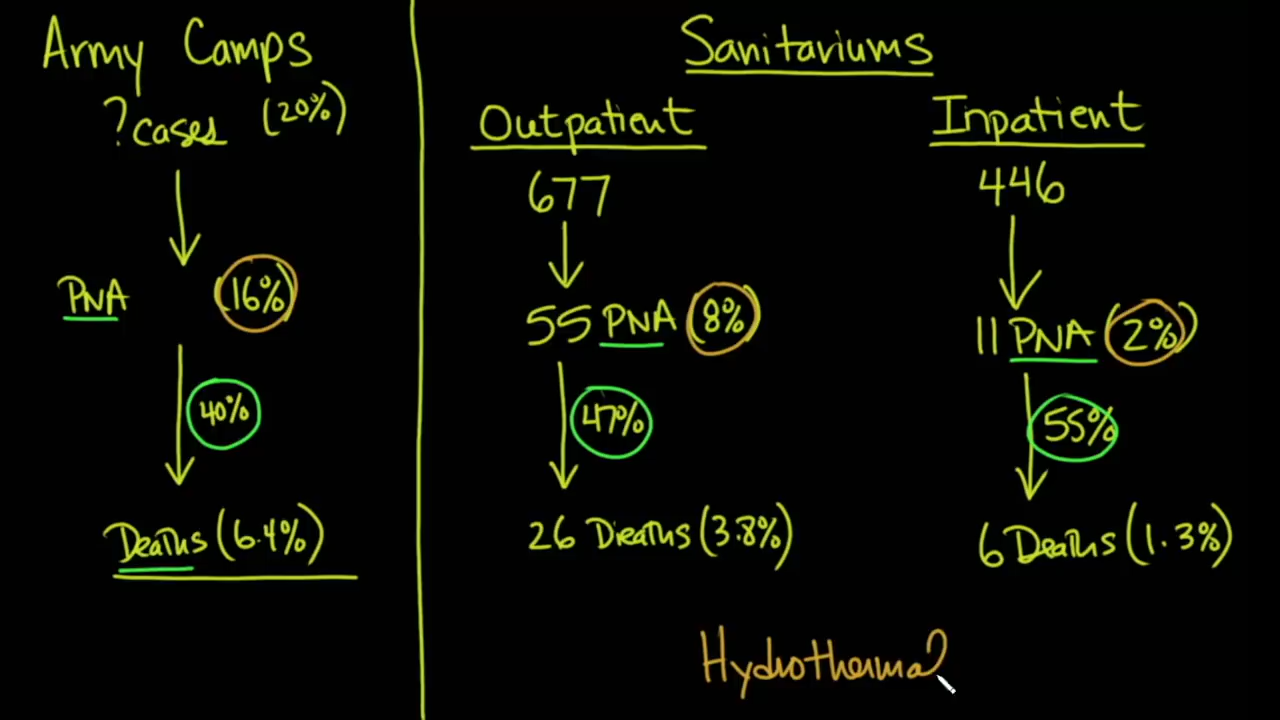 Army Camps
?cases (20%)
PNA (16%)
40%
Deaths (6.4%)
Sanitariums
Outpatient
677
55 PNA (8%)
47%
26 Deaths (3.8%)
Inpatient
446
11 PNA (2%)
55%
6 Deaths (1.3%)
Hydrotherma